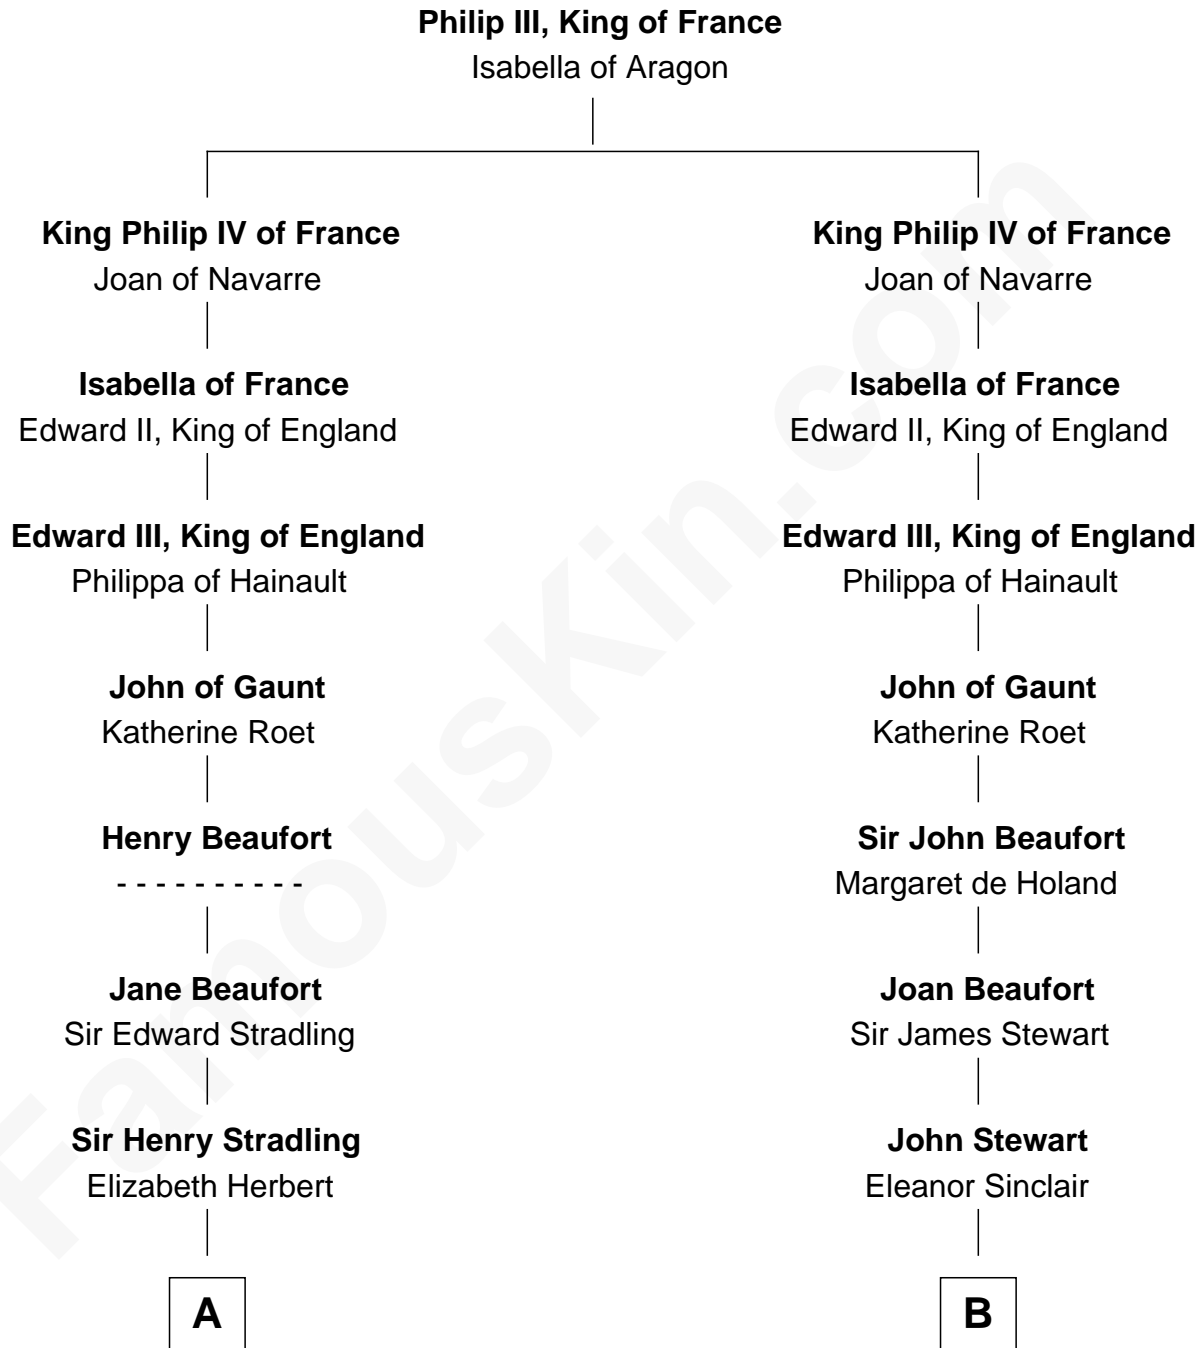 Philip III, King of France
Isabella of Aragon
King Philip IV of France
Joan of Navarre
King Philip IV of France
Joan of Navarre
Isabella of France
Edward II, King of England
Isabella of France
Edward II, King of England
Edward III, King of England
Philippa of Hainault
Edward III, King of England
Philippa of Hainault
John of Gaunt
Katherine Roet
John of Gaunt
Katherine Roet
Henry Beaufort
- - - - - - - - - -
Sir John Beaufort
Margaret de Holand
Jane Beaufort
Sir Edward Stradling
Joan Beaufort
Sir James Stewart
Sir Henry Stradling
Elizabeth Herbert
John Stewart
Eleanor Sinclair
A
B
FamousKin.com